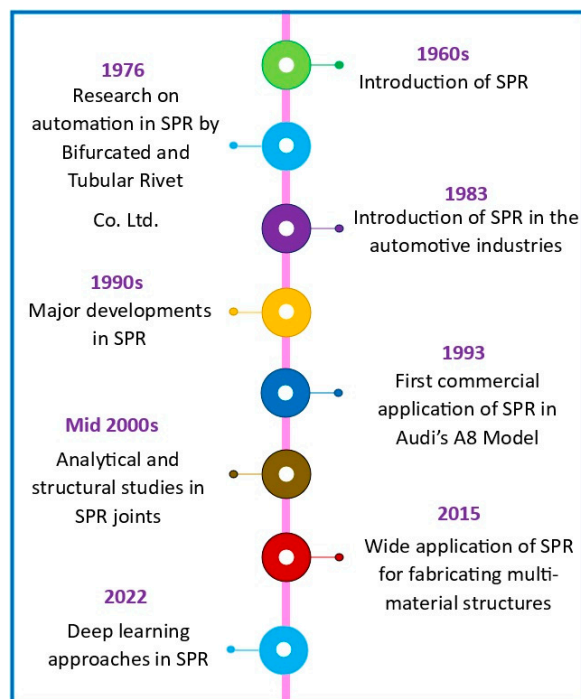 1960s
Introduction of SPR
1976
Research on
automation in SPR by
Bifurcated and
Tubular Rivet
Co. Ltd.
1983
Introduction of SPR in the
automotive industries
1990s
Major developments
in SPR
1993
First commercial
application of SPR in
Audi's A8 Model
Mid 2000s
Analytical and
structural studies in
SPR joints
2015
Wide application of SPR
for fabricating multi-
material structures
2022
Deep learning
approaches in SPR